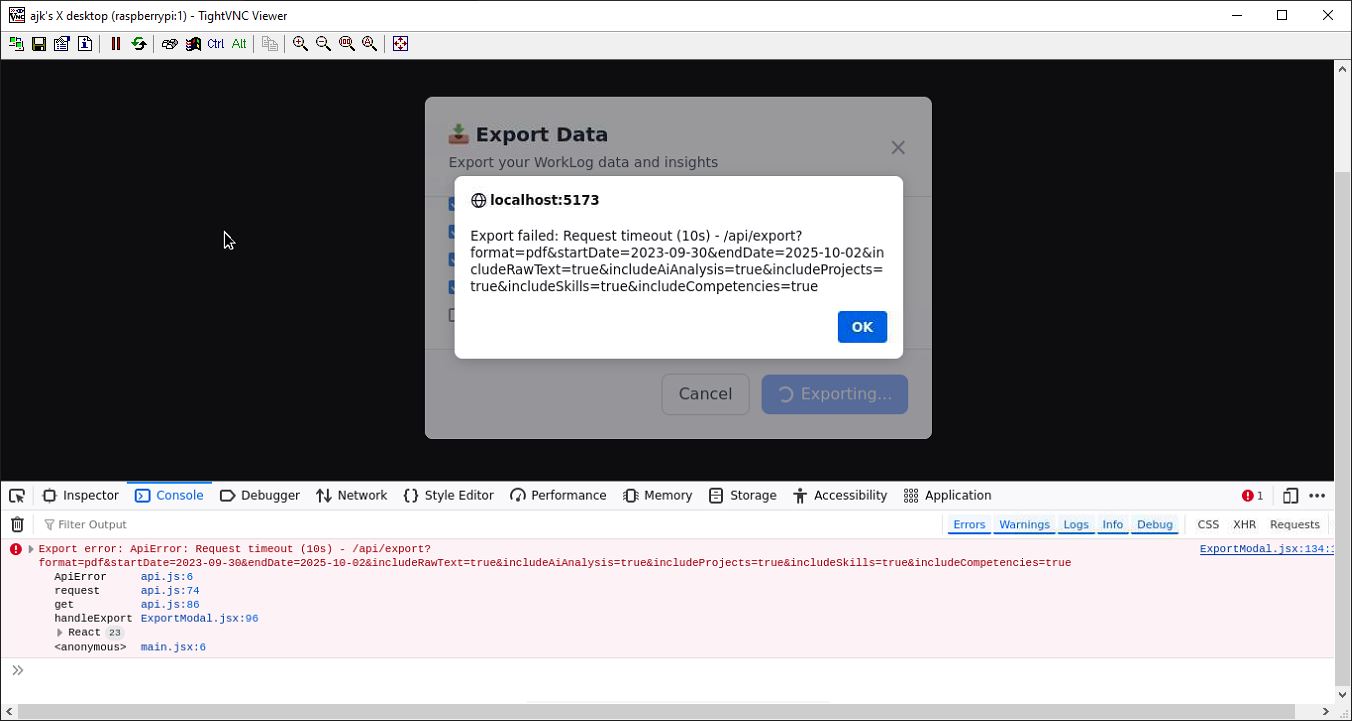 ajk's X desktop (raspberrypi:1) - TightVNC Viewer
Ctrl Alt
Export Data
Export your WorkLog data and insights
localhost:5173
Export failed: Request timeout (10s) - /api/export?
format=pdf&startDate=2023-09-30&endDate=2025-10-02&in
cludeRawText=true&includeAiAnalysis=true&includeProjects=
true&includeSkills=true&includeCompetencies=true
OK
Cancel Exporting...
Inspector Console Debugger Network Style Editor Performance Memory Storage Accessibility Application 1
Filter Output Errors Warnings Logs Info Debug CSS XHR Requests
Export error: ApiError: Request timeout (10s) - /api/export? ExportModal.jsx:134:1
format=pdf&startDate=2023-09-30&endDate=2025-10-02&includeRawText=true&includeAiAnalysis=true&includeProjects=true&includeSkills=true&includeCompetencies=true
ApiError api.js:6
request api.js:74
get api.js:86
handleExport ExportModal.jsx:96
React 23
<anonymous> main.jsx:6